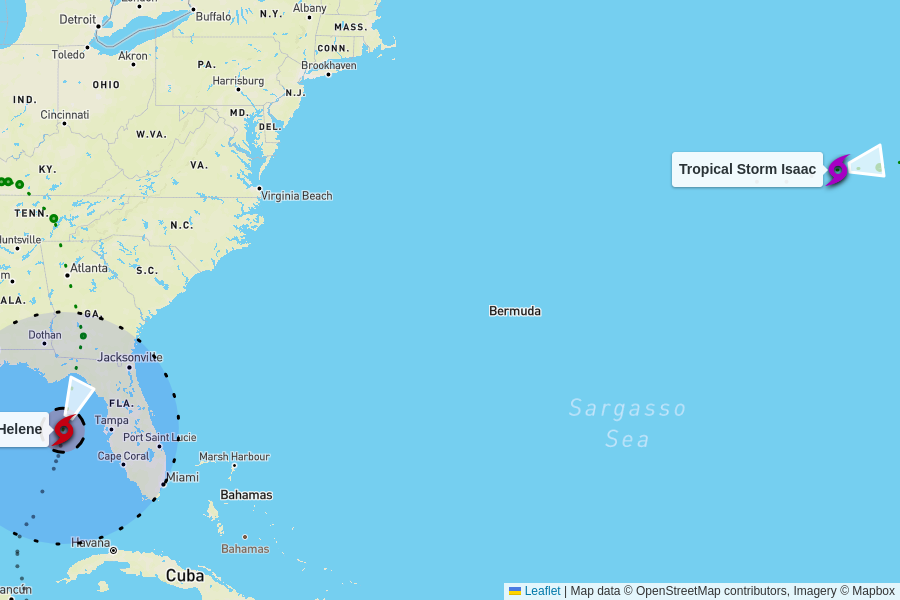 N.Y.
Albany
Detroit
Buffalo
MASS.
Toledo
Akron
CONN.
PA.
Brookhaven
OHIO
Harrisburg
N.J.
IND.
Cincinnati
MD.
DEL.
W.VA.
KY.
VA.
Tropical Storm Isaac
Virginia Beach
TENN.
N.C.
Huntsville
Atlanta
S.C.
m
ALA.
GA.
Bermuda
Dothan
Jacksonville
FLA.
Sargasso
Sea
Helene
Tampa
Port Saint Lucie
Cape Coral
Marsh Harbour
Miami
Bahamas
Havana
Bahamas
Cuba
ancún
Leaflet | Map data © OpenStreetMap contributors, Imagery © Mapbox